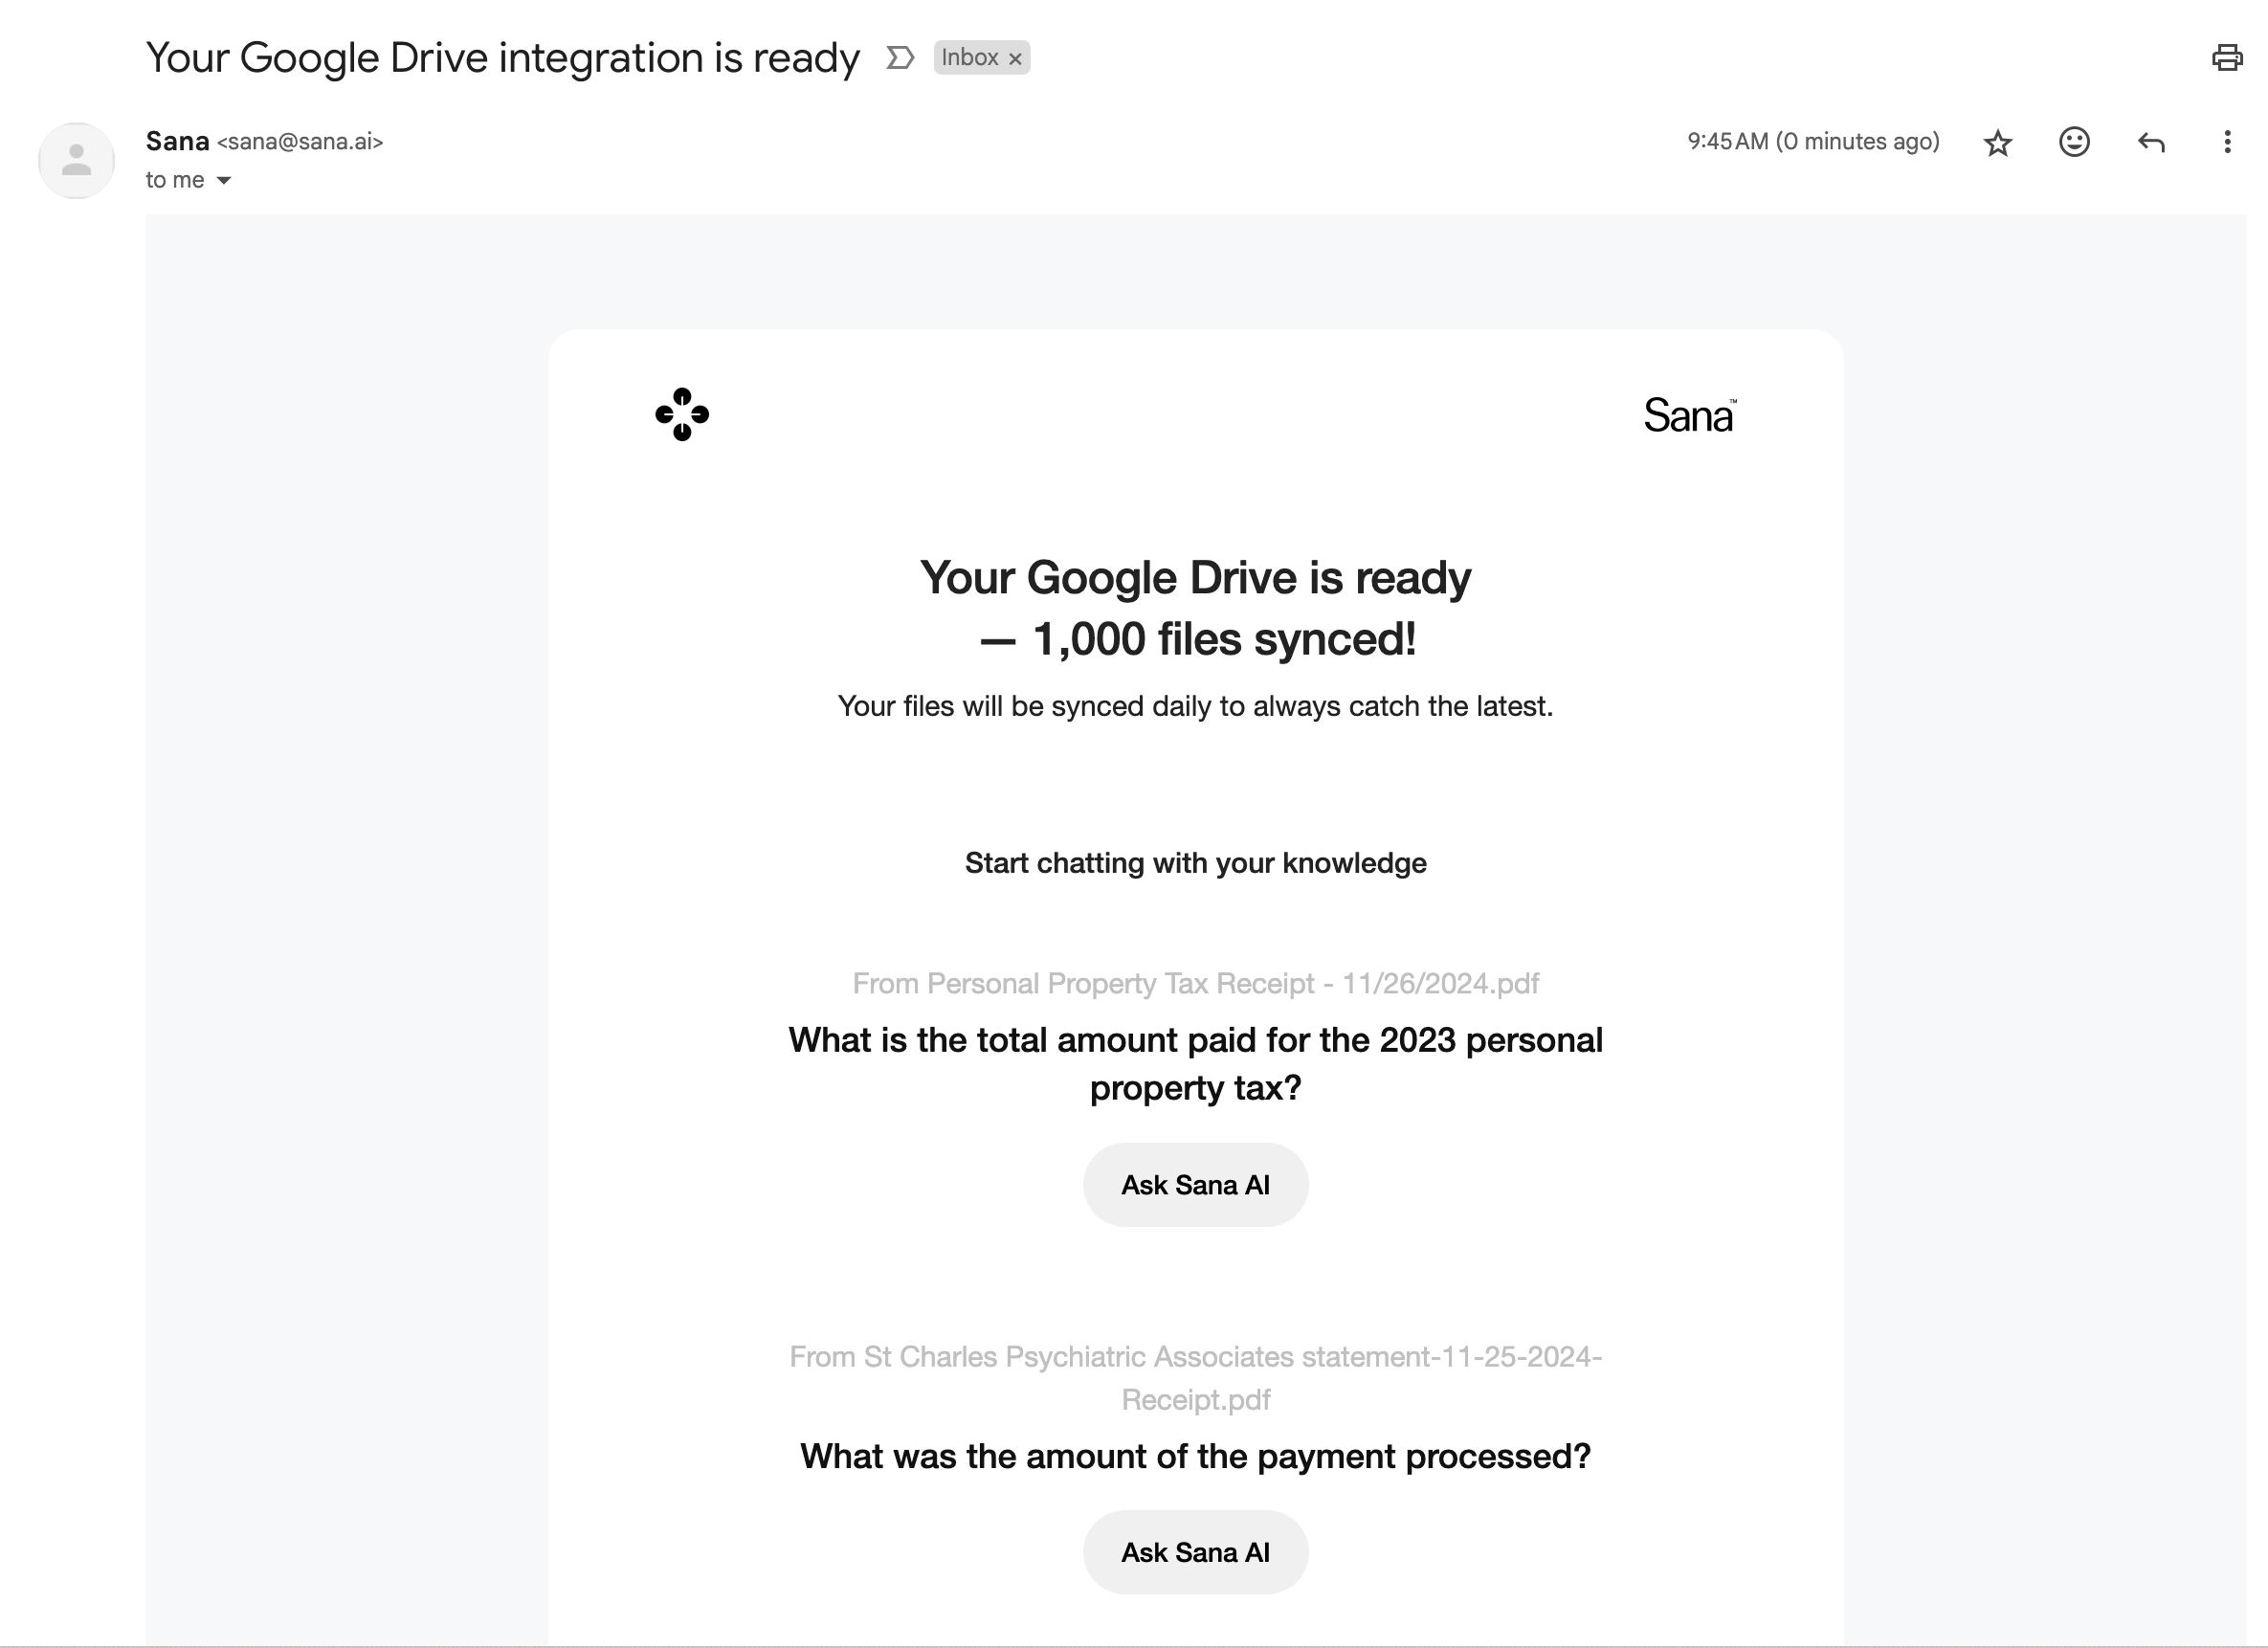 Your Google Drive integration is ready
Inbox ×
Sana <sana@sana.ai>
9:45 AM (0 minutes ago)
to me
Sana™
Your Google Drive is ready
— 1,000 files synced!
Your files will be synced daily to always catch the latest.
Start chatting with your knowledge
From Personal Property Tax Receipt - 11/26/2024.pdf
What is the total amount paid for the 2023 personal
property tax?
Ask Sana AI
From St Charles Psychiatric Associates statement-11-25-2024-
Receipt.pdf
What was the amount of the payment processed?
Ask Sana AI